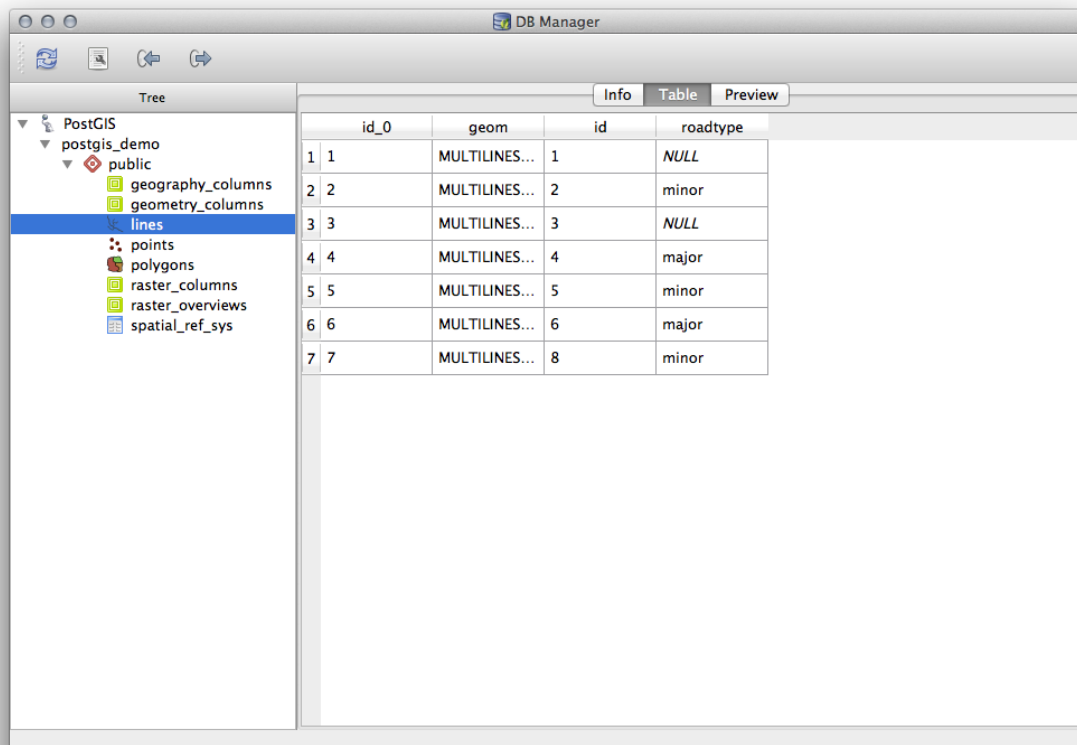 DB Manager
Tree
Info Table Preview
PostGIS
postgis_demo
public
geography_columns
geometry_columns
lines
points
polygons
raster_columns
raster_overviews
spatial_ref_sys
id_0 geom id roadtype
1 1 MULTILINES... 1 NULL
2 2 MULTILINES... 2 minor
3 3 MULTILINES... 3 NULL
4 4 MULTILINES... 4 major
5 5 MULTILINES... 5 minor
6 6 MULTILINES... 6 major
7 7 MULTILINES... 8 minor